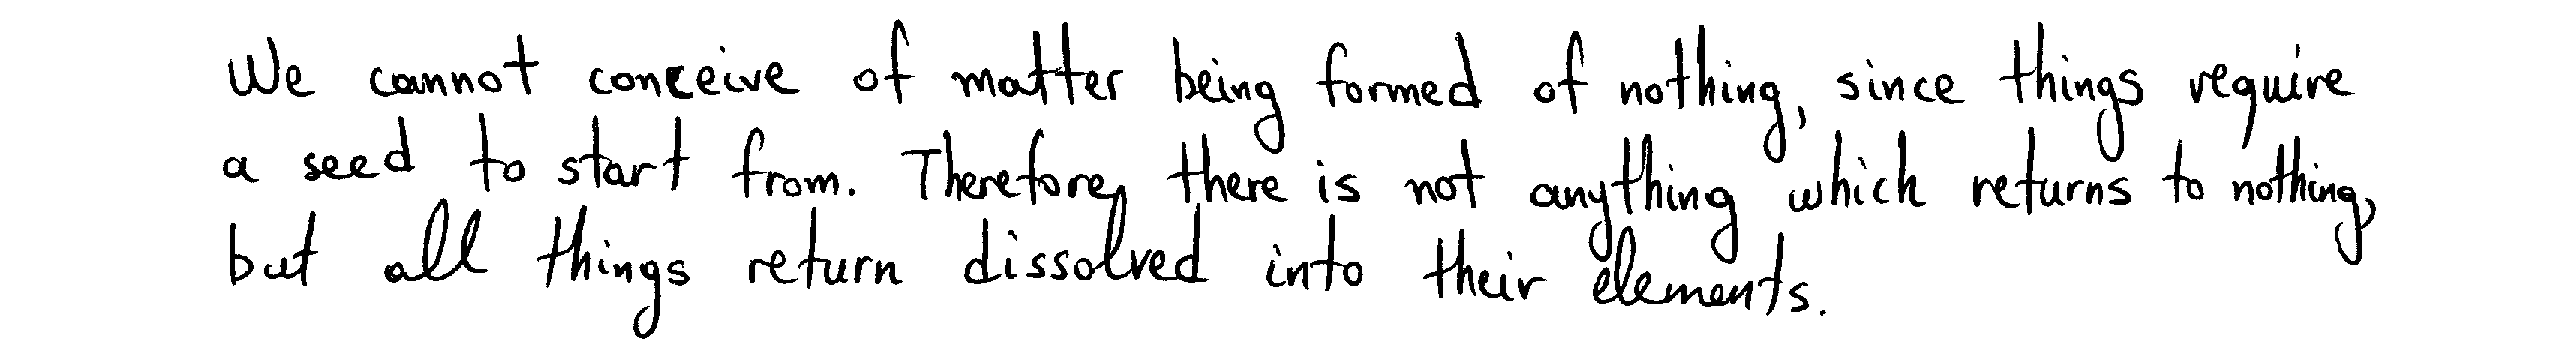 We cannot conceive of matter being formed of nothing, since things require
a seed to start from. Therefore, there is not anything which returns to nothing,
but all things return dissolved into their elements.